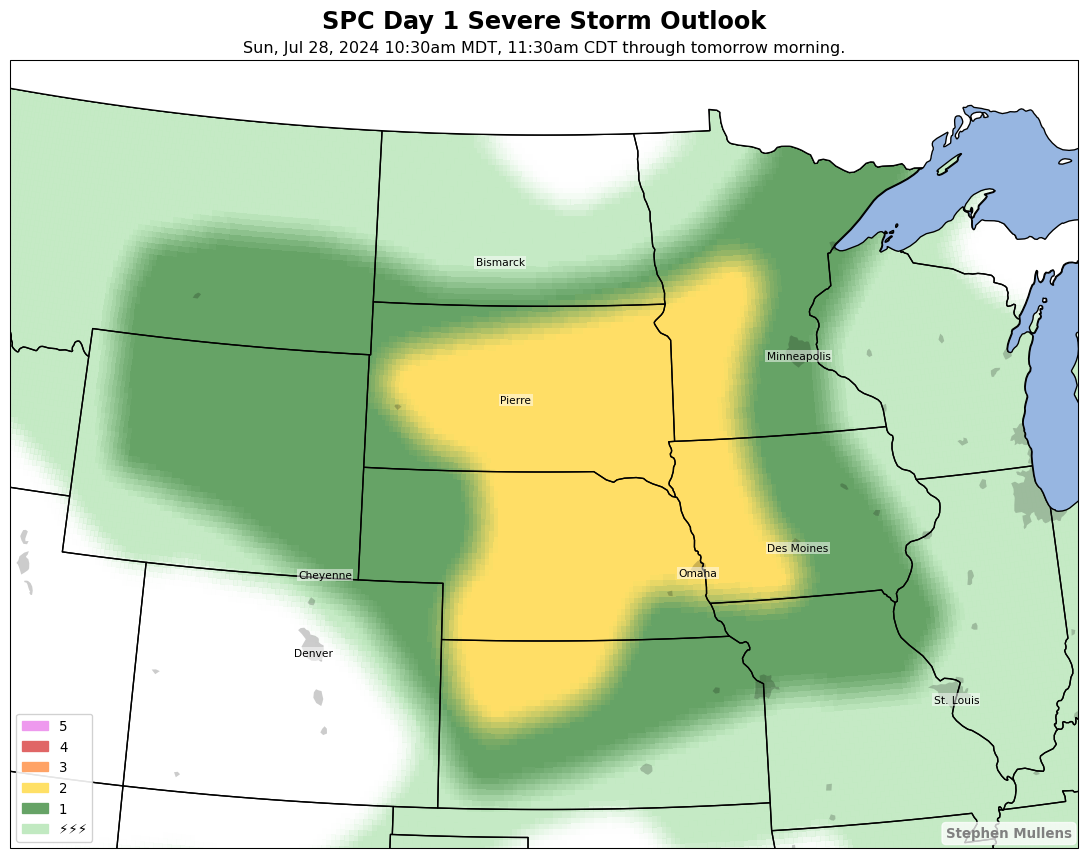 SPC Day 1 Severe Storm Outlook
Sun, Jul 28, 2024 10:30am MDT, 11:30am CDT through tomorrow morning.
Bismarck
Minneapolis
Pierre
Des Moines
Omaha
Cheyenne
Denver
St. Louis
5
4
3
2
1
⚡⚡⚡
Stephen Mullens